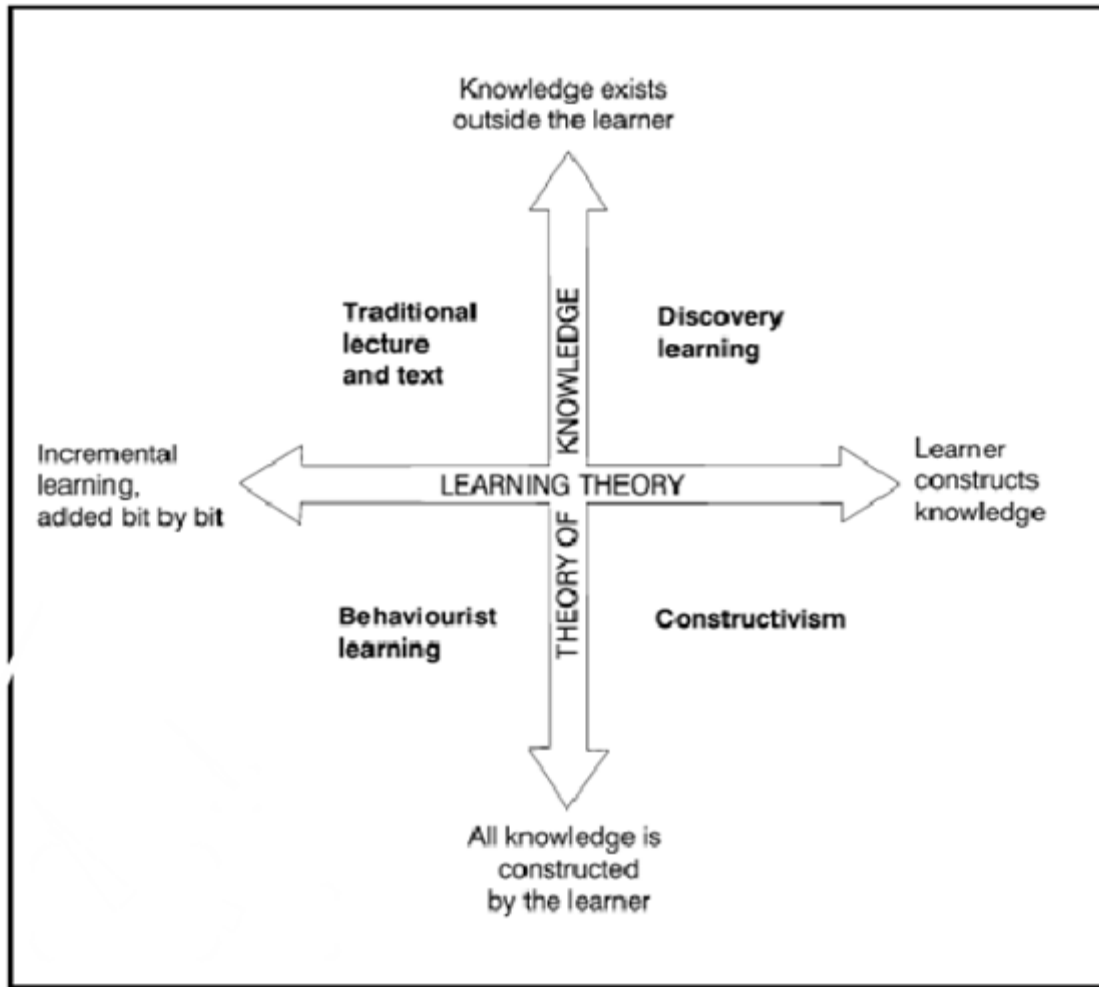 Knowledge exists
outside the learner
Traditional
lecture
and text
Discovery
learning
THEORY OF KNOWLEDGE
Incremental
learning,
added bit by bit
LEARNING THEORY
Learner
constructs
knowledge
Behaviourist
learning
Constructivism
All knowledge is
constructed
by the learner